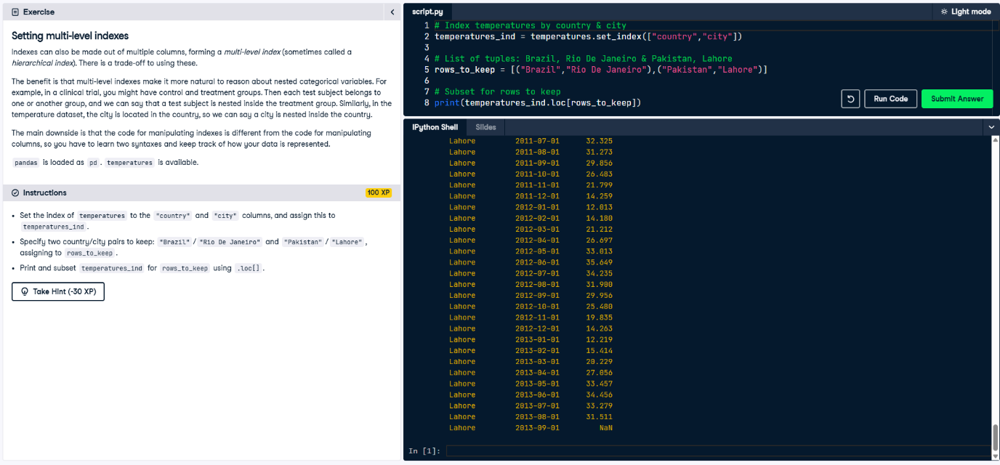 Exercise
Setting multi-level indexes
Indexes can also be made out of multiple columns, forming a multi-level index (sometimes called a
hierarchical index). There is a trade-off to using these.
The benefit is that multi-level indexes make it more natural to reason about nested categorical variables. For
example, in a clinical trial, you might have control and treatment groups. Then each test subject belongs to
one or another group, and we can say that a test subject is nested inside the treatment group. Similarly, in the
temperature dataset, the city is located in the country, so we can say a city is nested inside the country.
The main downside is that the code for manipulating indexes is different from the code for manipulating
columns, so you have to learn two syntaxes and keep track of how your data is represented.
pandas is loaded as pd. temperatures is available.
Instructions 100 XP
• Set the index of temperatures to the "country" and "city" columns, and assign this to
temperatures_ind.
• Specify two country/city pairs to keep: "Brazil"/"Rio De Janeiro" and "Pakistan"/"Lahore",
assigning to rows_to_keep.
• Print and subset temperatures_ind for rows_to_keep using .loc[].
Take Hint (-30 XP)
script.py Light mode
1 # Index temperatures by country & city
2 temperatures_ind = temperatures.set_index(["country","city"])
3
4 # List of tuples: Brazil, Rio De Janeiro & Pakistan, Lahore
5 rows_to_keep = [("Brazil","Rio De Janeiro"),("Pakistan","Lahore")]
6
7 # Subset for rows to keep
8 print(temperatures_ind.loc[rows_to_keep])
Run Code Submit Answer
IPython Shell Slides
Lahore 2011-07-01 32.325
Lahore 2011-08-01 31.273
Lahore 2011-09-01 29.856
Lahore 2011-10-01 26.483
Lahore 2011-11-01 21.799
Lahore 2011-12-01 14.259
Lahore 2012-01-01 12.013
Lahore 2012-02-01 14.180
Lahore 2012-03-01 21.212
Lahore 2012-04-01 26.697
Lahore 2012-05-01 33.013
Lahore 2012-06-01 35.649
Lahore 2012-07-01 34.235
Lahore 2012-08-01 31.900
Lahore 2012-09-01 29.956
Lahore 2012-10-01 25.480
Lahore 2012-11-01 19.835
Lahore 2012-12-01 14.263
Lahore 2013-01-01 12.219
Lahore 2013-02-01 15.414
Lahore 2013-03-01 20.229
Lahore 2013-04-01 27.056
Lahore 2013-05-01 33.457
Lahore 2013-06-01 34.456
Lahore 2013-07-01 33.279
Lahore 2013-08-01 31.511
Lahore 2013-09-01 NaN
In [1]: